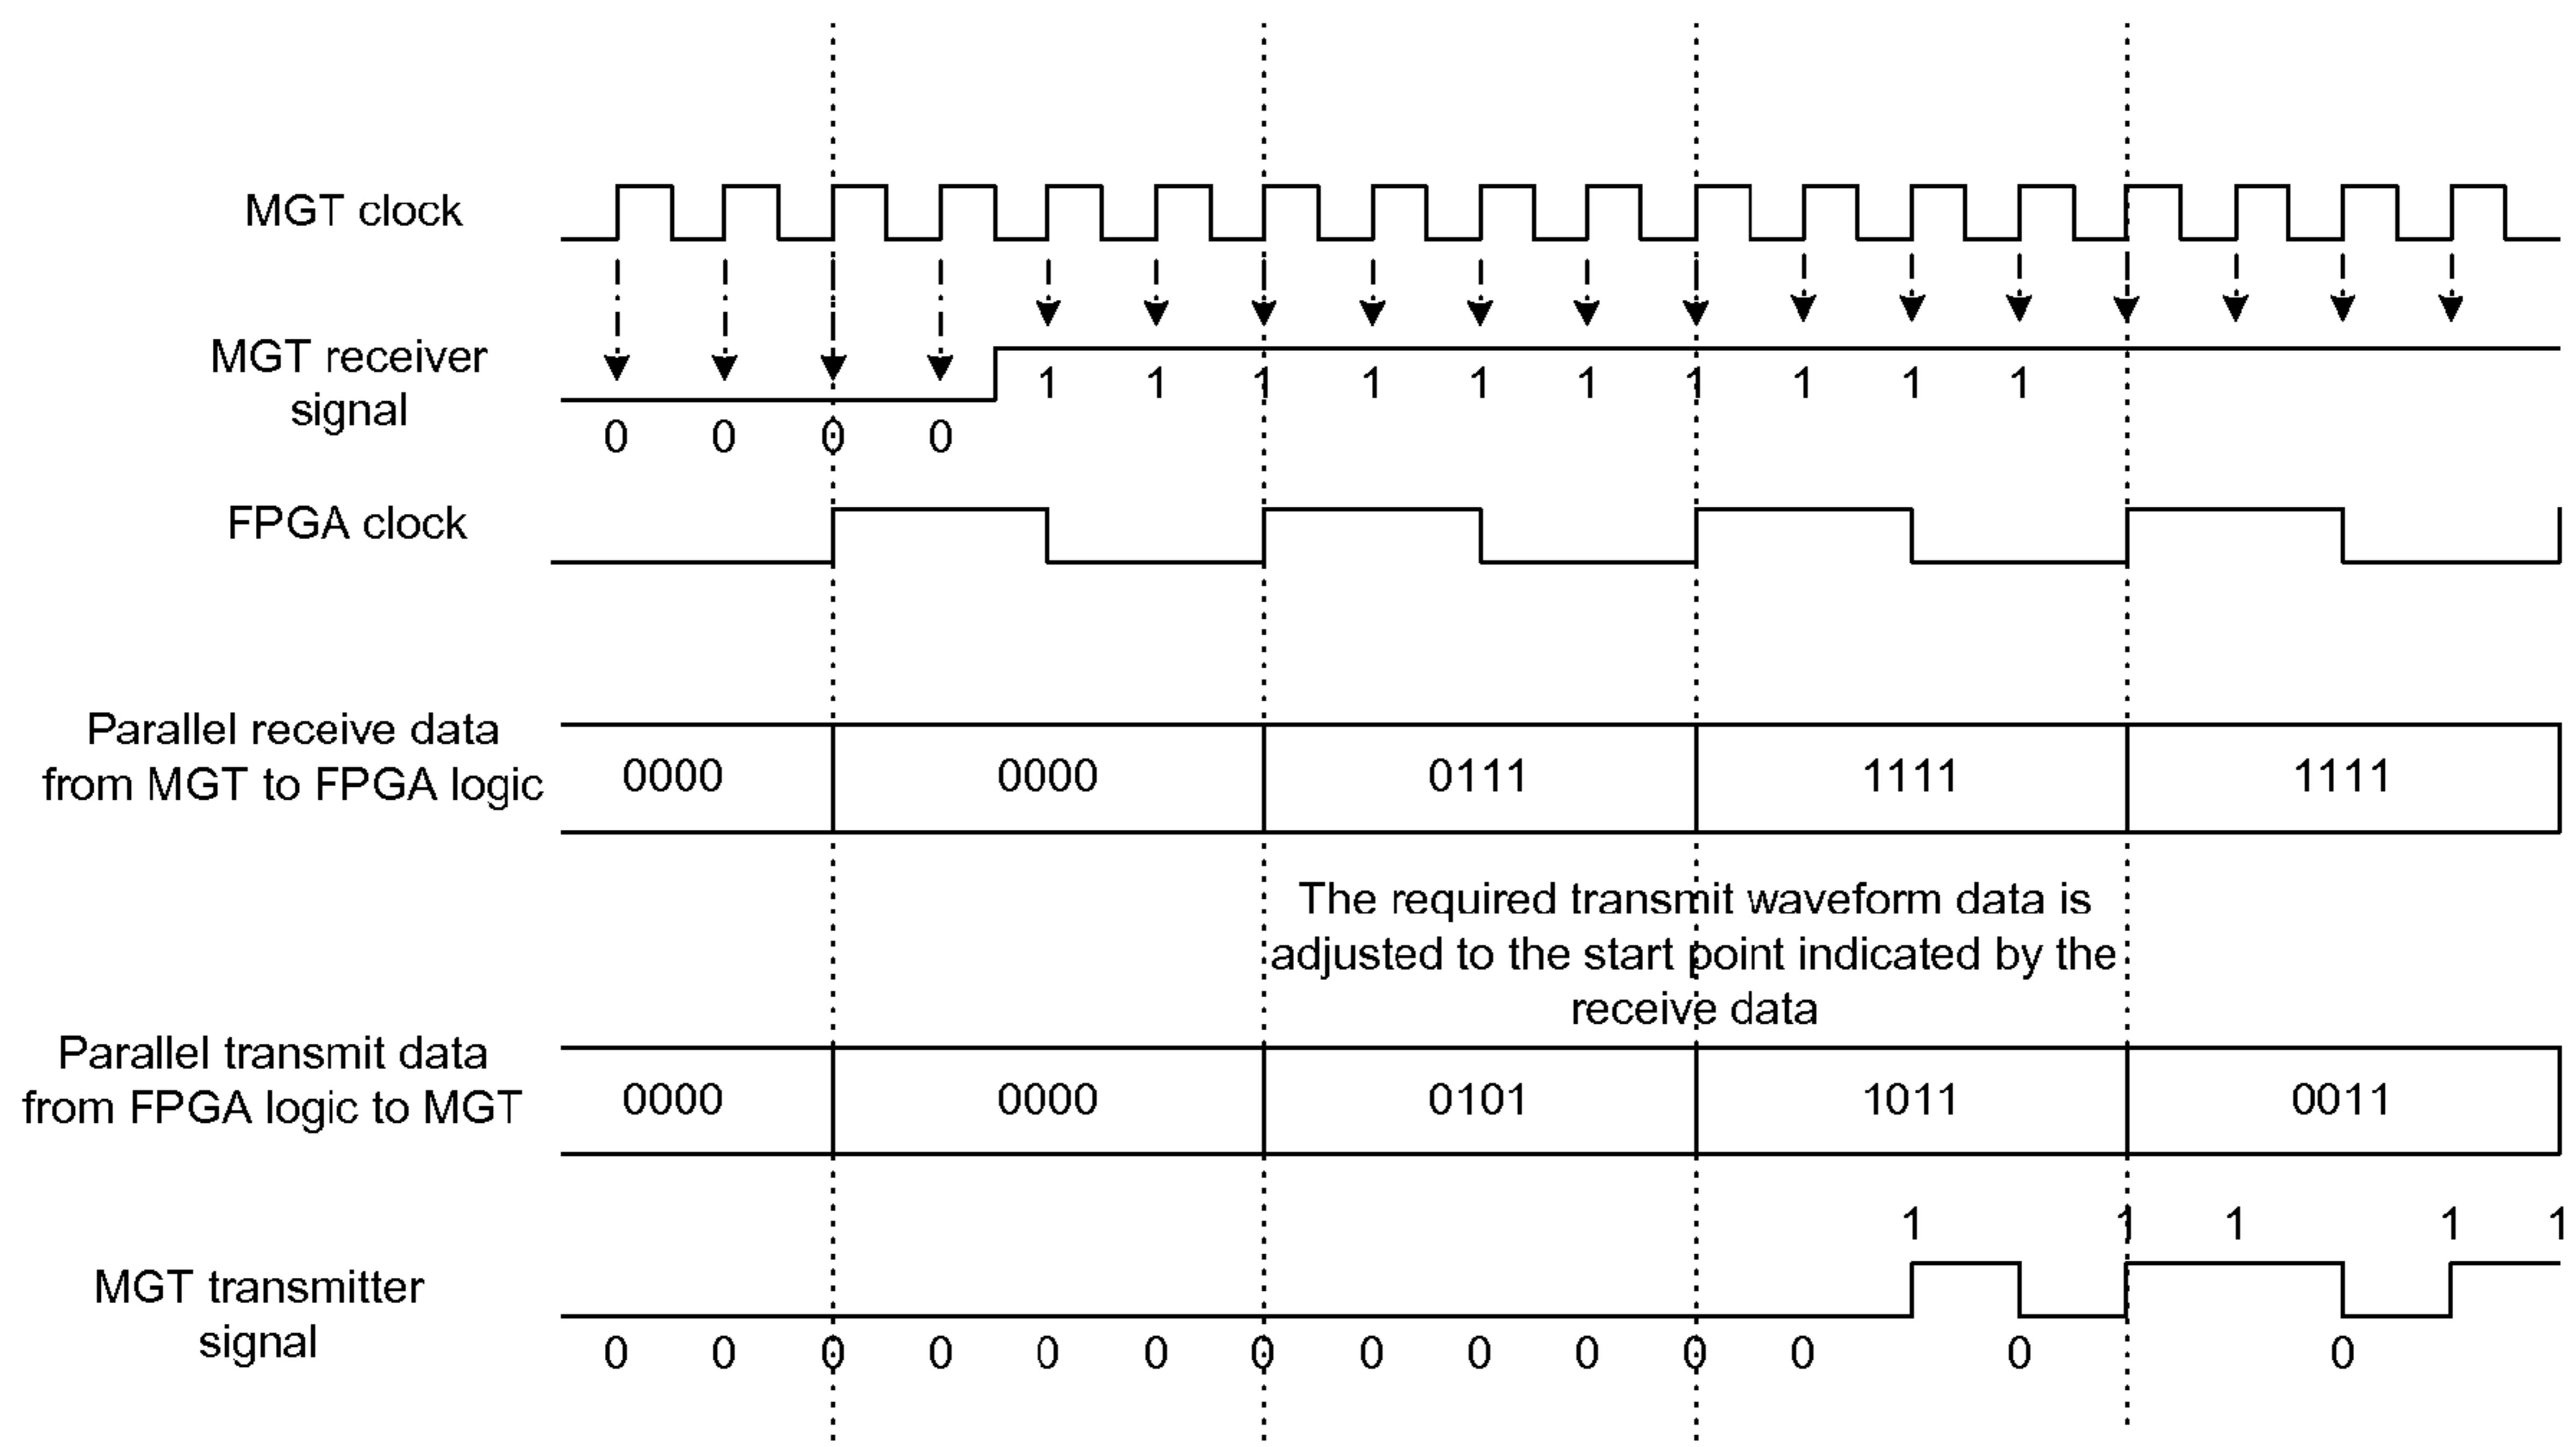 MGT clock
MGT receiver
signal
1 1 1 1 1 1 1 1 1 1
0 0 0 0
FPGA clock
Parallel receive data
from MGT to FPGA logic
0000 0000 0111 1111 1111
The required transmit waveform data is
adjusted to the start point indicated by the
receive data
Parallel transmit data
from FPGA logic to MGT
0000 0000 0101 1011 0011
1 1 1 1 1
MGT transmitter
signal
0 0 0 0 0 0 0 0 0 0 0 0 0 0